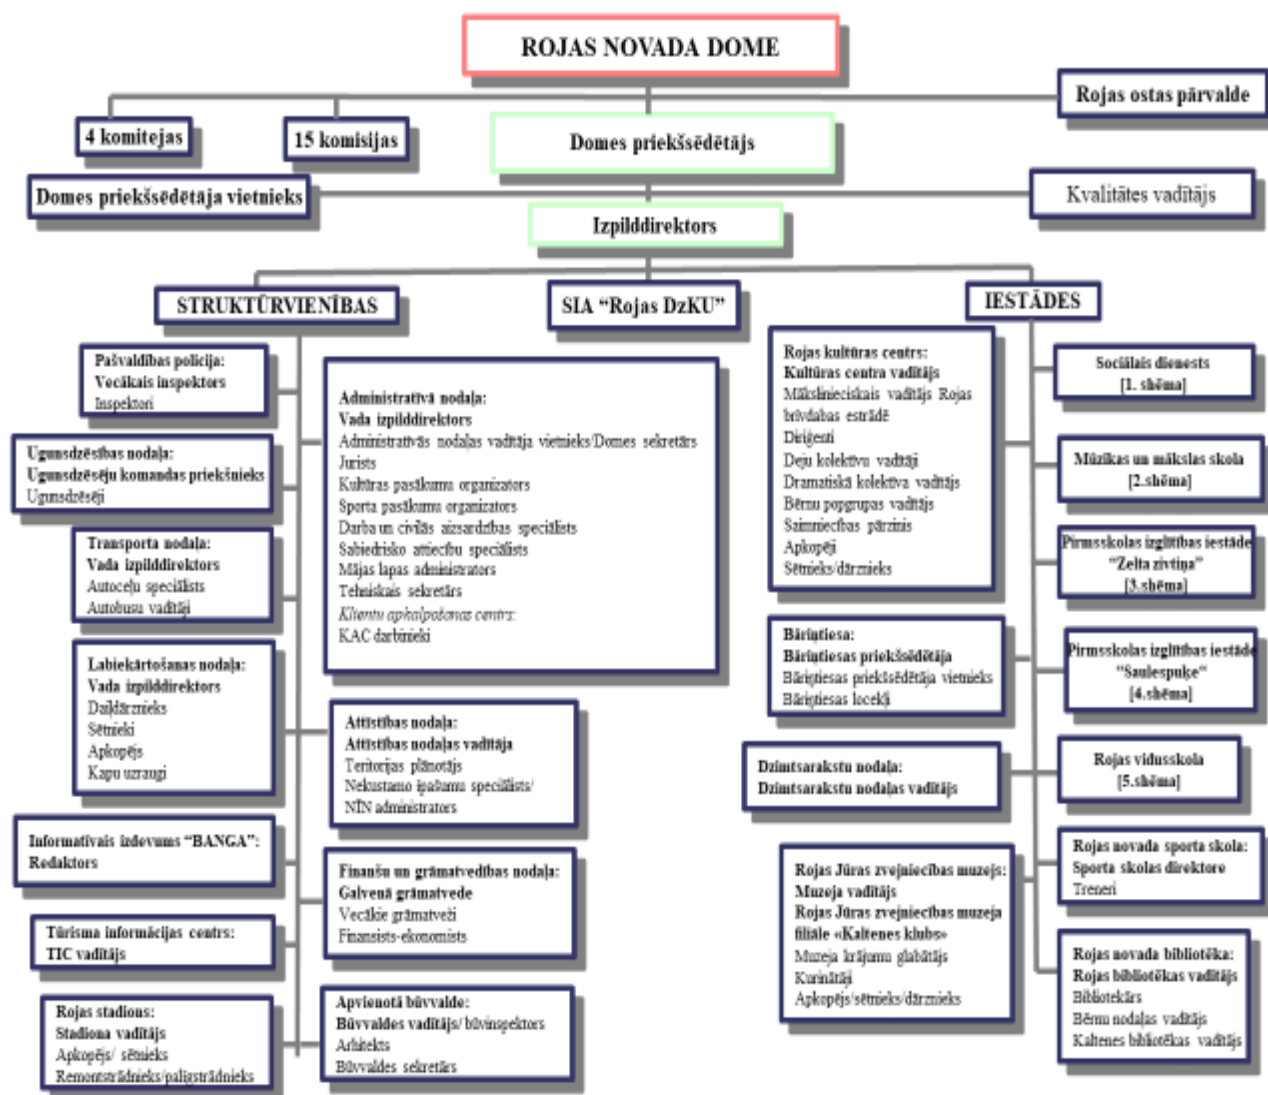 ROJAS NOVADA DOME
Rojas ostas pārvalde
4 komitejas
15 komisijas
Domes priekšsēdētājs
Domes priekšsēdētāja vietnieks
Kvalitātes vadītājs
Izpilddirektors
STRUKTŪRVIENĪBAS
SIA “Rojas DzKU”
IESTĀDES
Pašvaldības policija:
Vecākais inspektors
Inspektori
Ugunsdzēsības nodaļa:
Ugunsdzēsēju komandas priekšnieks
Ugunsdzēsēji
Transporta nodaļa:
Vada izpilddirektors
Autoceļu speciālists
Autobusu vadītāji
Labiekārtošanas nodaļa:
Vada izpilddirektors
Daiļdārznieks
Sētnieki
Apkopējs
Kapu uzraugi
Informatīvais izdevums “BANGA”:
Redaktors
Tūrisma informācijas centrs:
TIC vadītājs
Rojas stadions:
Stadiona vadītājs
Apkopējs/ sētnieks
Remontstrādnieks/palīgstrādnieks
Administratīvā nodaļa:
Vada izpilddirektors
Administratīvās nodaļas vadītāja vietnieks/Domes sekretārs
Jurists
Kultūras pasākumu organizators
Sporta pasākumu organizators
Darba un civilās aizsardzības speciālists
Sabiedrisko attiecību speciālists
Mājas lapas administrators
Tehniskais sekretārs
Klientu apkalpošanas centrs:
KAC darbinieki
Attīstības nodaļa:
Attīstības nodaļas vadītāja
Teritorijas plānotājs
Nekustamo īpašumu speciālists/
NĪN administrators
Finanšu un grāmatvedības nodaļa:
Galvenā grāmatvede
Vecākie grāmatveži
Finansists-ekonomists
Apvienotā būvvalde:
Būvvaldes vadītājs/ būvinspektors
Arhitekts
Būvvaldes sekretārs
Rojas kultūras centrs:
Kultūras centra vadītājs
Mākslinieciskais vadītājs Rojas
brīvdabas estrādē
Diriģenti
Deju kolektīvu vadītāji
Dramatiskā kolektīva vadītājs
Bērnu popgrupas vadītājs
Saimniecības pārzinis
Apkopēji
Sētnieks/dārznieks
Bāriņtiesa:
Bāriņtiesas priekšsēdētāja
Bāriņtiesas priekšsēdētāja vietnieks
Bāriņtiesas locekļi
Dzimtsarakstu nodaļa:
Dzimtsarakstu nodaļas vadītājs
Rojas Jūras zvejniecības muzejs:
Muzeja vadītājs
Rojas Jūras zvejniecības muzeja
filiāle «Kaltenes klubs»
Muzeja krājumu glabātājs
Kurinātāji
Apkopējs/sētnieks/dārznieks
Sociālais dienests
[1. shēma]
Mūzikas un mākslas skola
[2.shēma]
Pirmsskolas izglītības iestāde
“Zelta zivtiņa”
[3.shēma]
Pirmsskolas izglītības iestāde
“Saulespuķe“
[4.shēma]
Rojas vidusskola
[5.shēma]
Rojas novada sporta skola:
Sporta skolas direktore
Treneri
Rojas novada bibliotēka:
Rojas bibliotēkas vadītājs
Bibliotekārs
Bērnu nodaļas vadītājs
Kaltenes bibliotēkas vadītājs